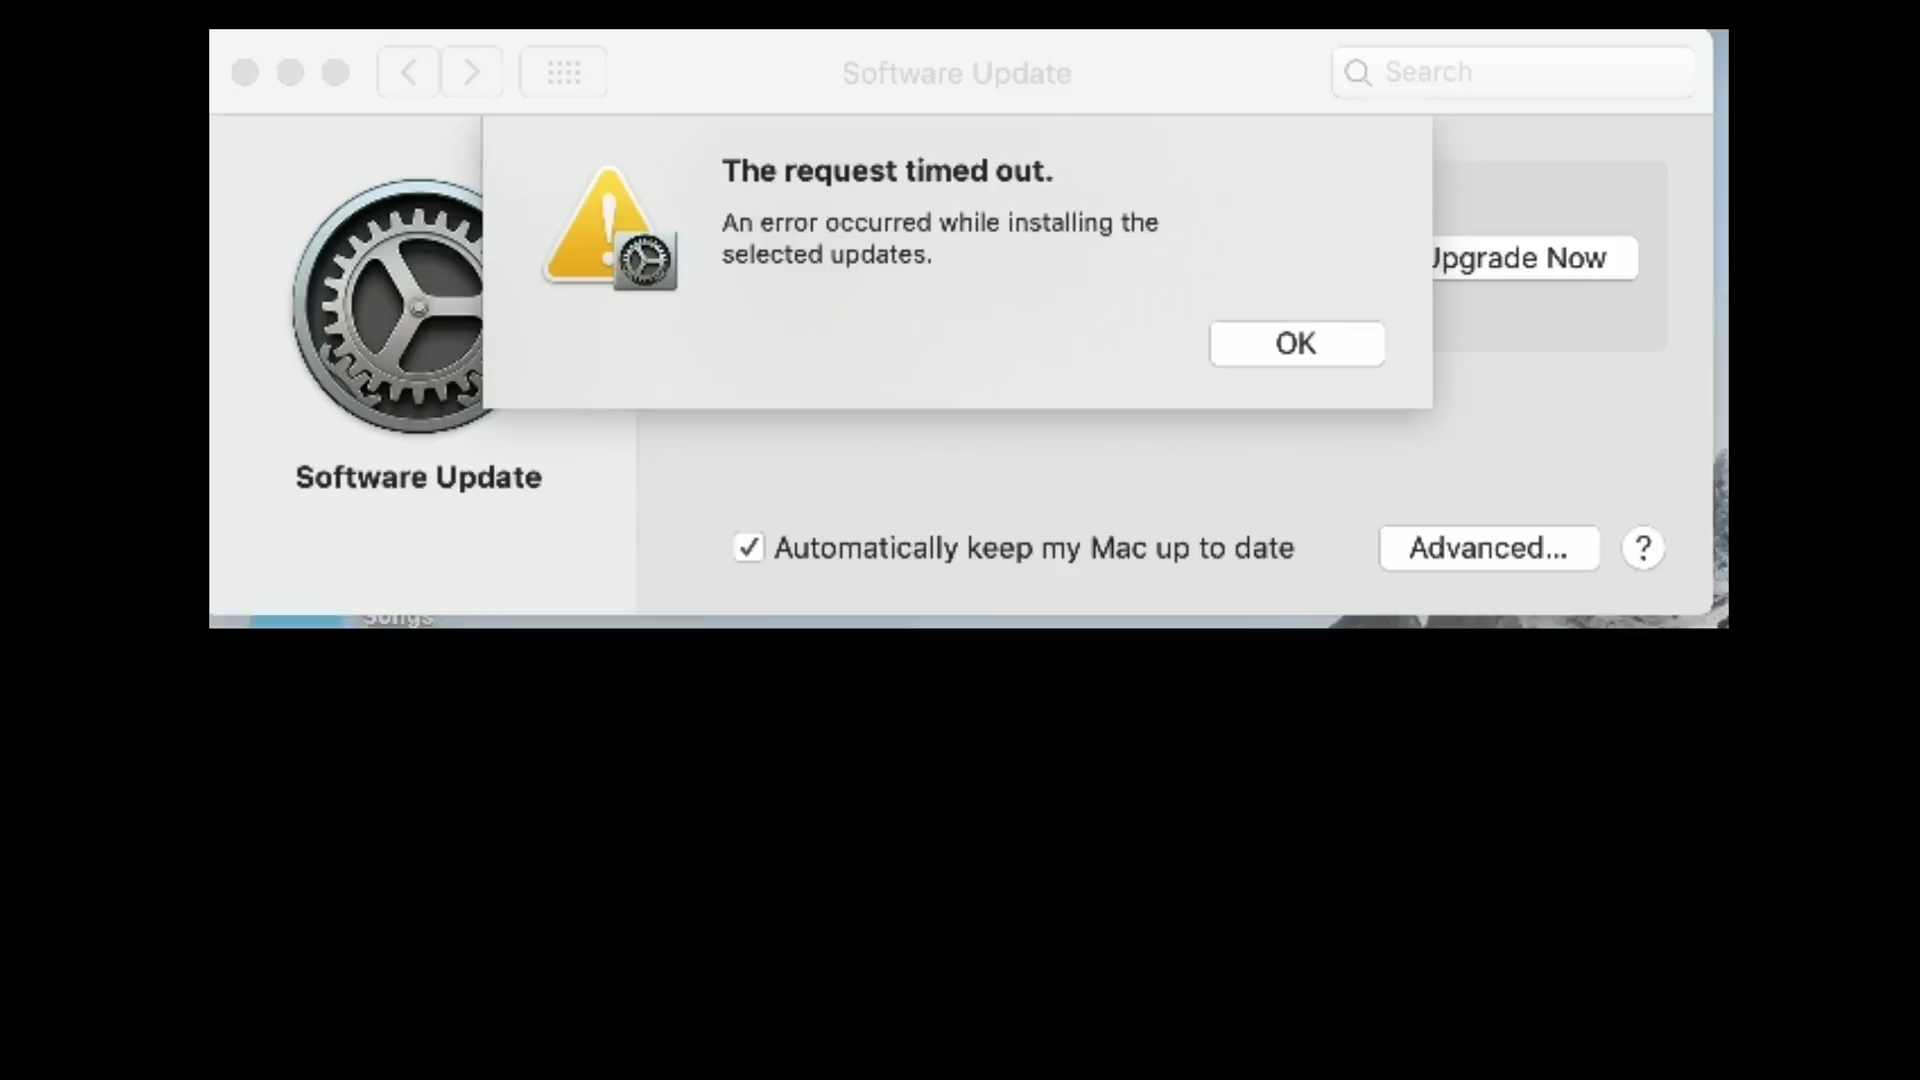 Software Update
Search
The request timed out.
An error occurred while installing the
selected updates.
Upgrade Now
OK
Software Update
Automatically keep my Mac up to date
Advanced...
?
Songs